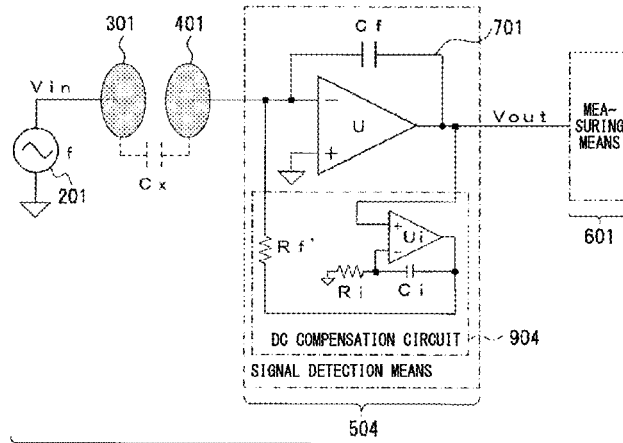 301
401
Cf
701
Vin
−
U
+
Vout
MEA-
SURING
MEANS
f
201
Cx
601
Rf'
+
Ui
−
Ri
Ci
DC COMPENSATION CIRCUIT
904
SIGNAL DETECTION MEANS
504